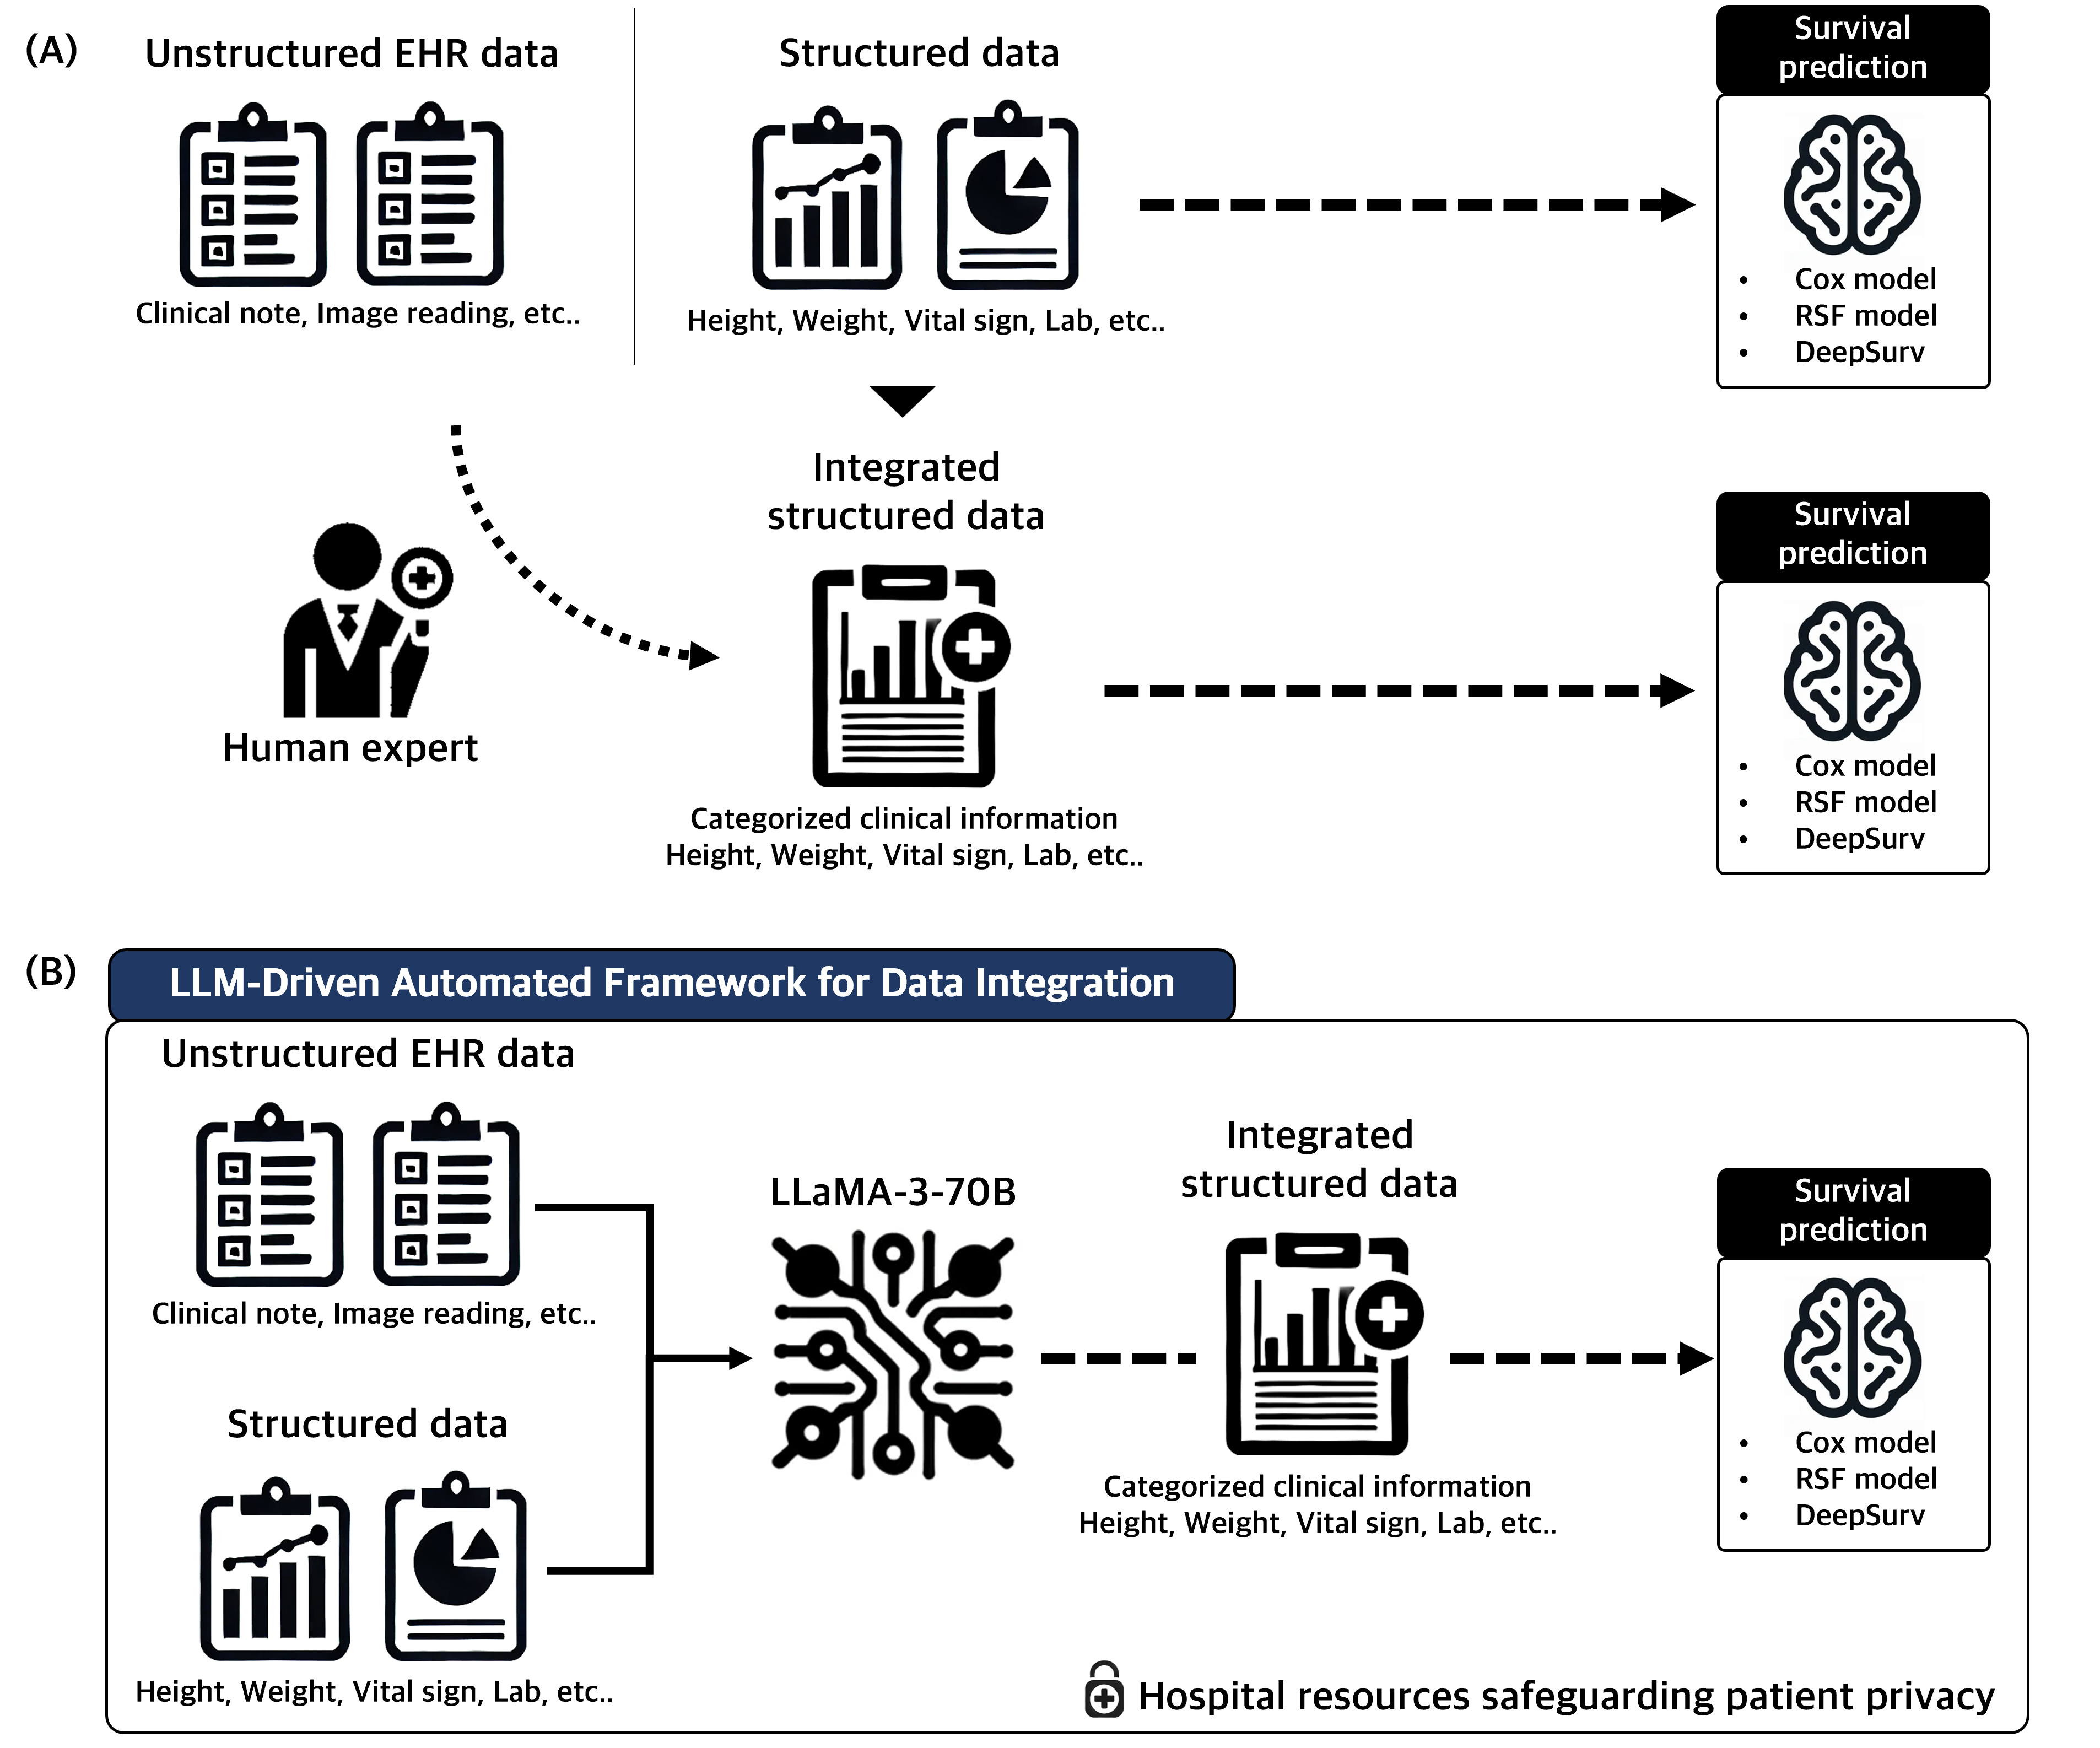 (A)
Unstructured EHR data
Clinical note, Image reading, etc..
Structured data
Height, Weight, Vital sign, Lab, etc..
Survival
prediction
• Cox model
• RSF model
• DeepSurv
Human expert
Integrated
structured data
Categorized clinical information
Height, Weight, Vital sign, Lab, etc..
Survival
prediction
• Cox model
• RSF model
• DeepSurv
(B)
LLM-Driven Automated Framework for Data Integration
Unstructured EHR data
Clinical note, Image reading, etc..
Structured data
Height, Weight, Vital sign, Lab, etc..
LLaMA-3-70B
Integrated
structured data
Categorized clinical information
Height, Weight, Vital sign, Lab, etc..
Survival
prediction
• Cox model
• RSF model
• DeepSurv
Hospital resources safeguarding patient privacy